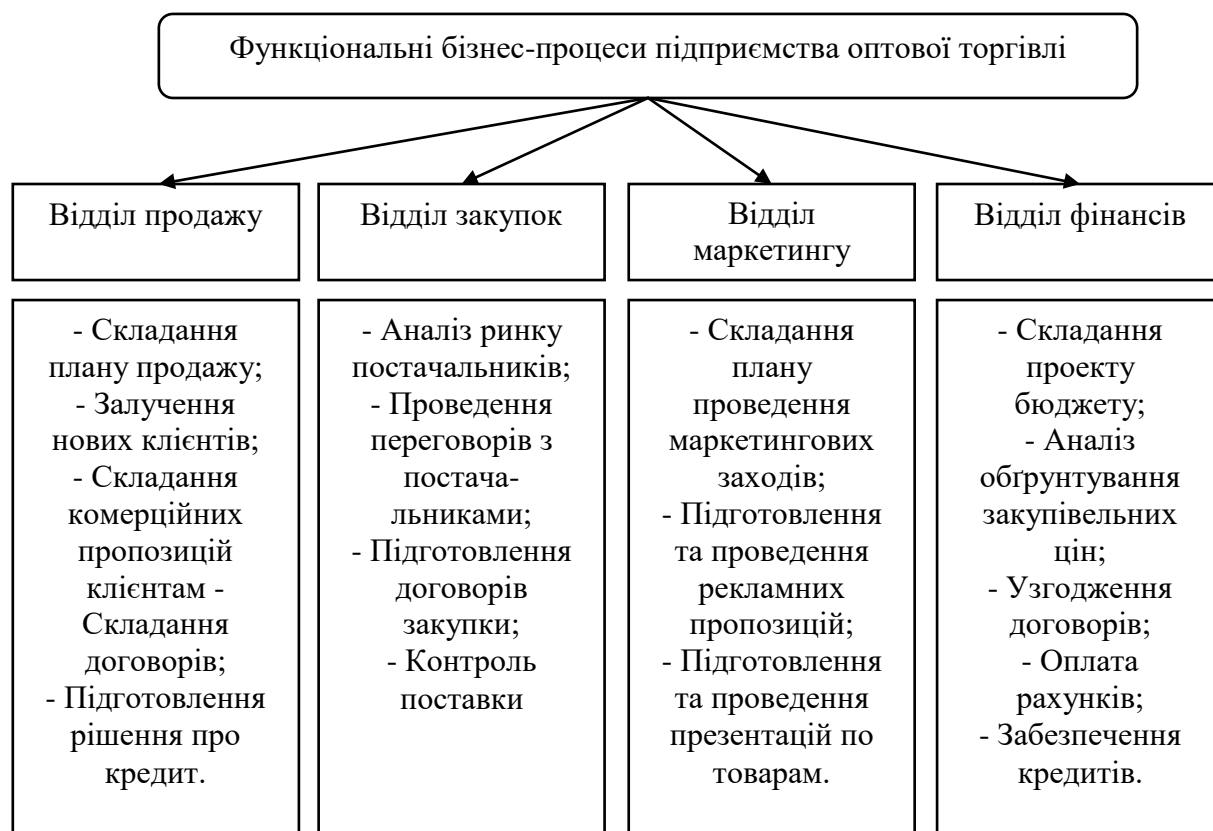 Функціональні бізнес-процеси підприємства оптової торгівлі
Відділ продажу
Відділ закупок
Відділ
маркетингу
Відділ фінансів
- Складання
плану продажу;
- Залучення
нових клієнтів;
- Складання
комерційних
пропозицій
клієнтам -
Складання
договорів;
- Підготовлення
рішення про
кредит.
- Аналіз ринку
постачальників;
- Проведення
переговорів з
постача-
льниками;
- Підготовлення
договорів
закупки;
- Контроль
поставки
- Складання
плану
проведення
маркетингових
заходів;
- Підготовлення
та проведення
рекламних
пропозицій;
- Підготовлення
та проведення
презентацій по
товарам.
- Складання
проекту
бюджету;
- Аналіз
обґрунтування
закупівельних
цін;
- Узгодження
договорів;
- Оплата
рахунків;
- Забезпечення
кредитів.